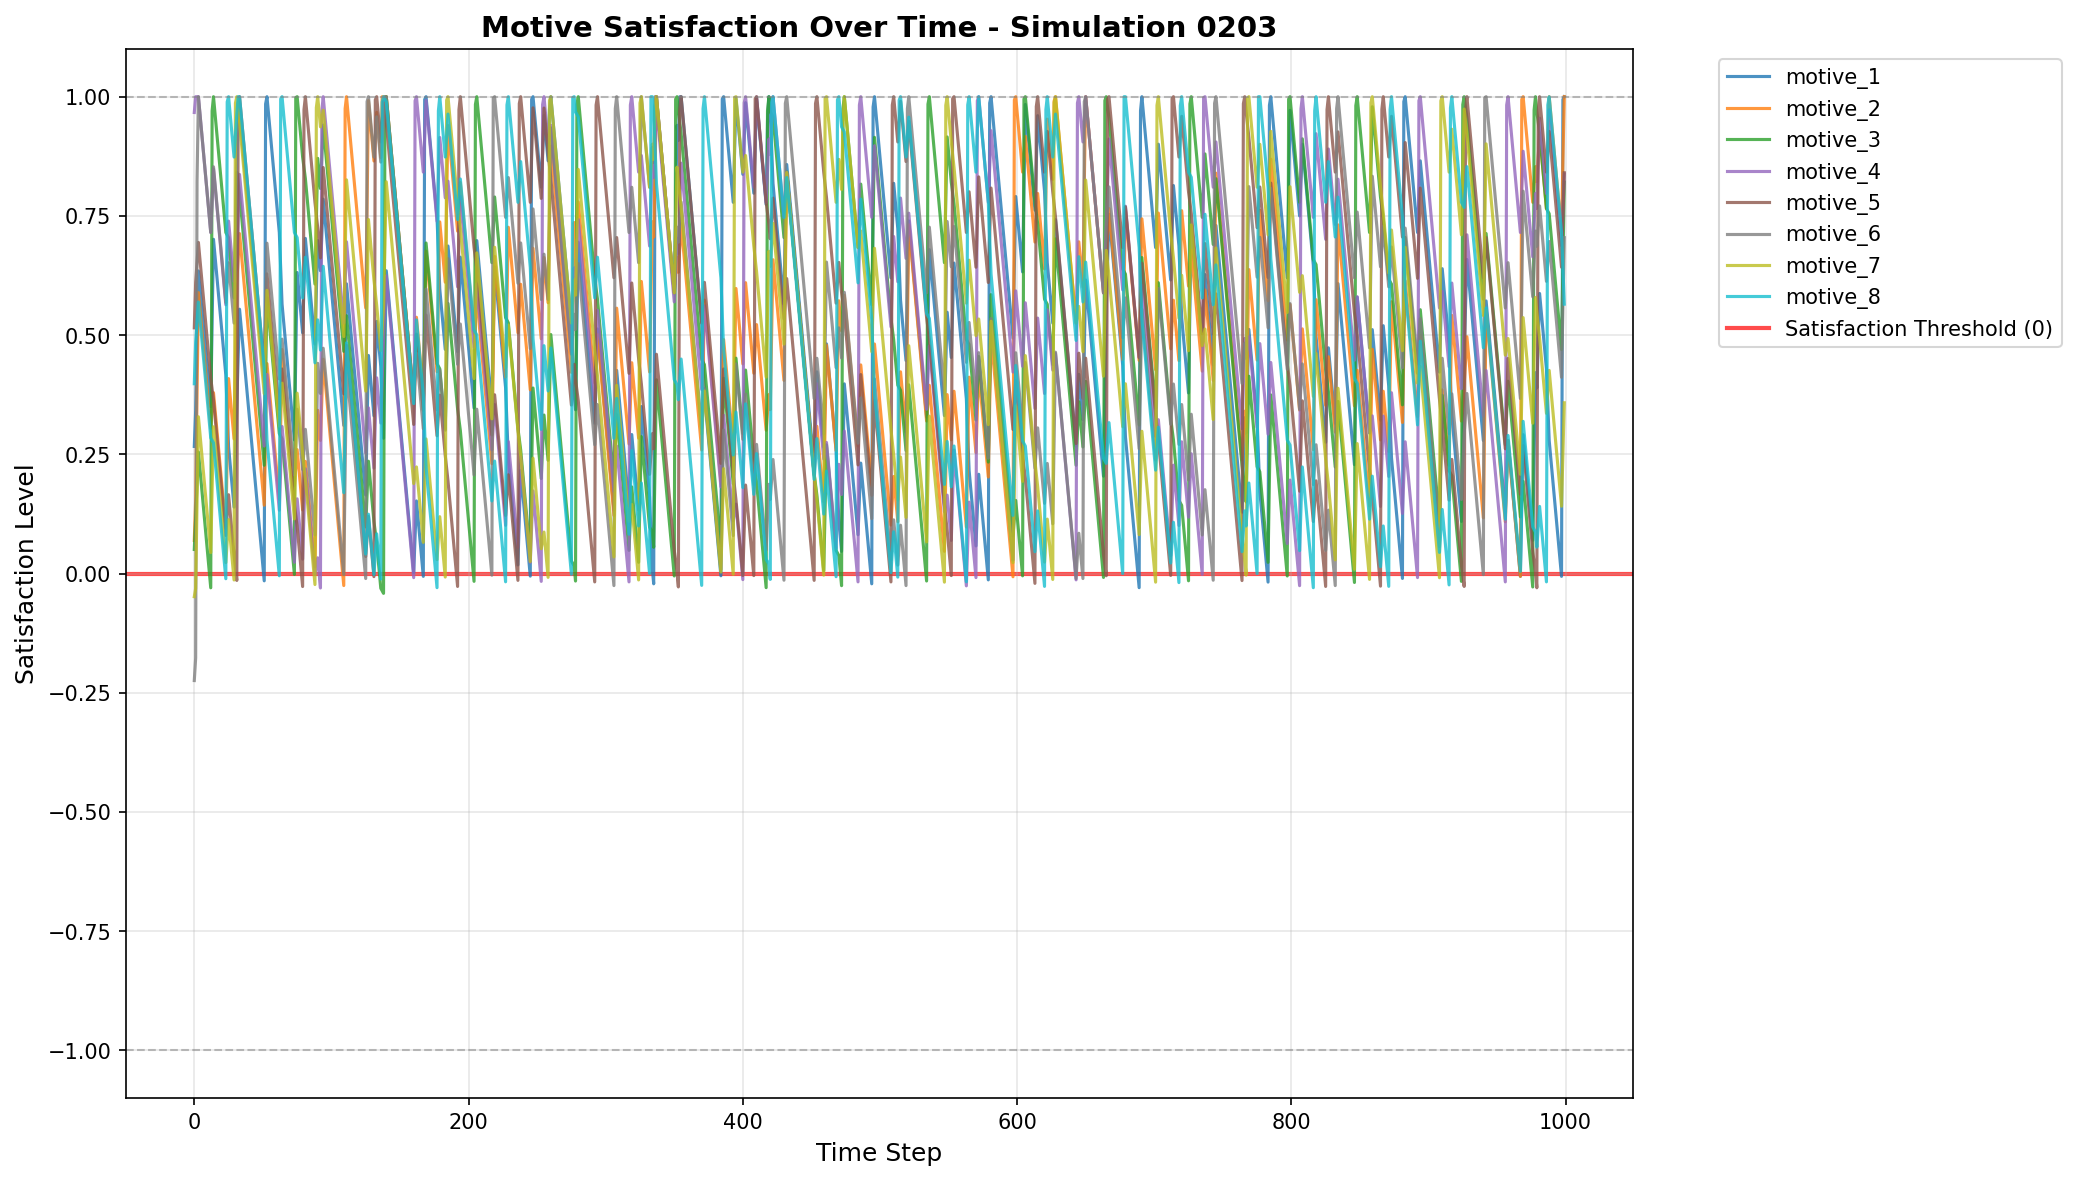 Motive Satisfaction Over Time - Simulation 0203
Satisfaction Level
1.00
0.75
0.50
0.25
0.00
−0.25
−0.50
−0.75
−1.00
0
200
400
600
800
1000
Time Step
motive_1
motive_2
motive_3
motive_4
motive_5
motive_6
motive_7
motive_8
Satisfaction Threshold (0)